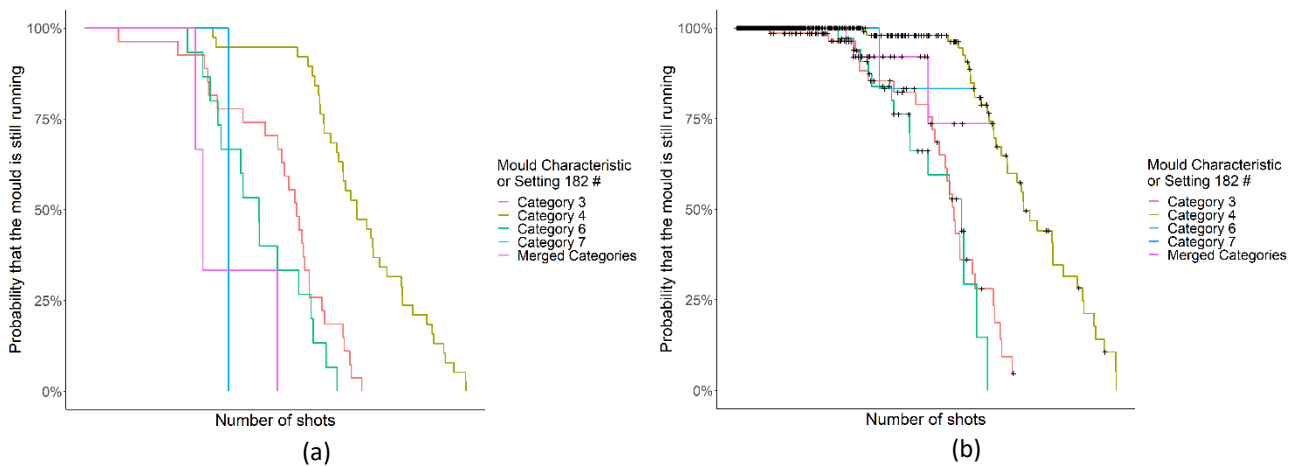 100%
75%
50%
25%
0%
Probability that the mould is still running
Number of shots
Mould Characteristic
or Setting 182 #
Category 3
Category 4
Category 6
Category 7
Merged Categories
(a)
100%
75%
50%
25%
0%
Probability that the mould is still running
Number of shots
Mould Characteristic
or Setting 182 #
Category 3
Category 4
Category 6
Category 7
Merged Categories
(b)